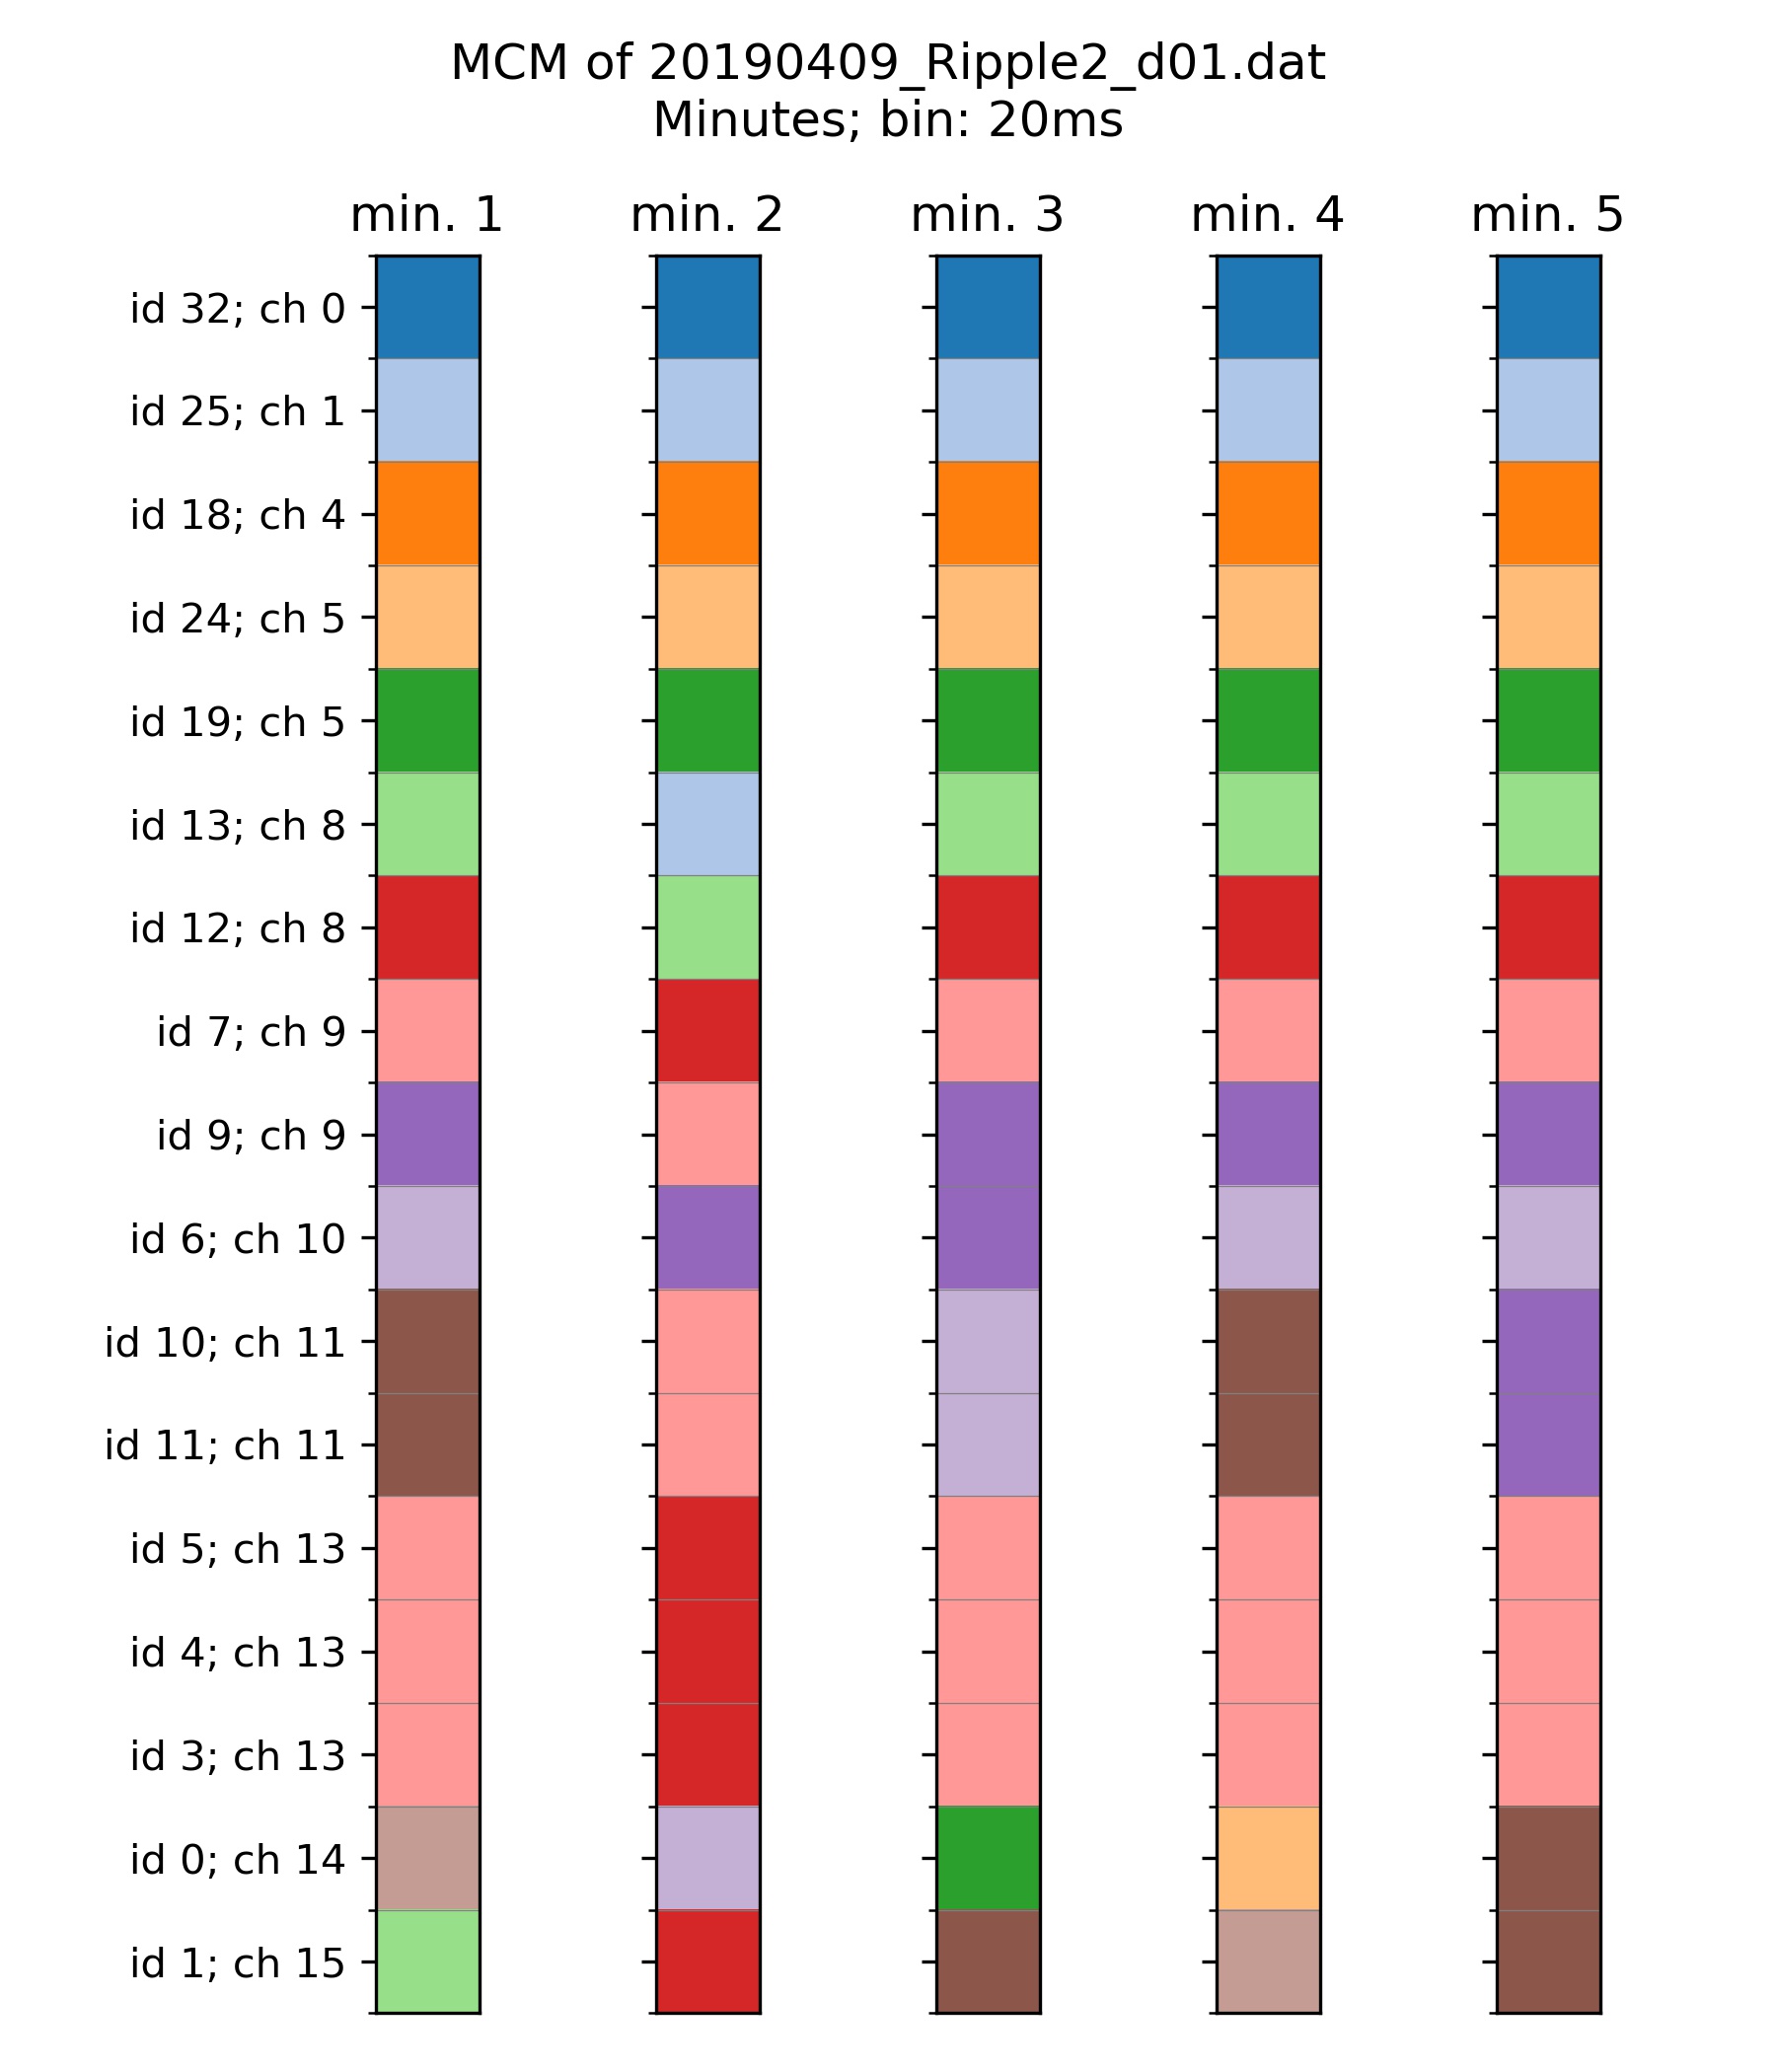 MCM of 20190409_Ripple2_d01.dat
Minutes; bin: 20ms
min. 1 min. 2 min. 3 min. 4 min. 5
id 32; ch 0
id 25; ch 1
id 18; ch 4
id 24; ch 5
id 19; ch 5
id 13; ch 8
id 12; ch 8
id 7; ch 9
id 9; ch 9
id 6; ch 10
id 10; ch 11
id 11; ch 11
id 5; ch 13
id 4; ch 13
id 3; ch 13
id 0; ch 14
id 1; ch 15